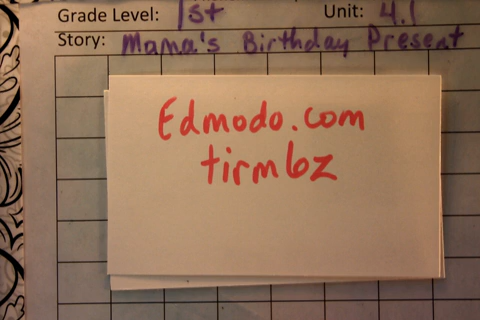 Grade Level: 1st Unit: 4.1
Story: Mama's Birthday Present
Edmodo.com
tirm6z